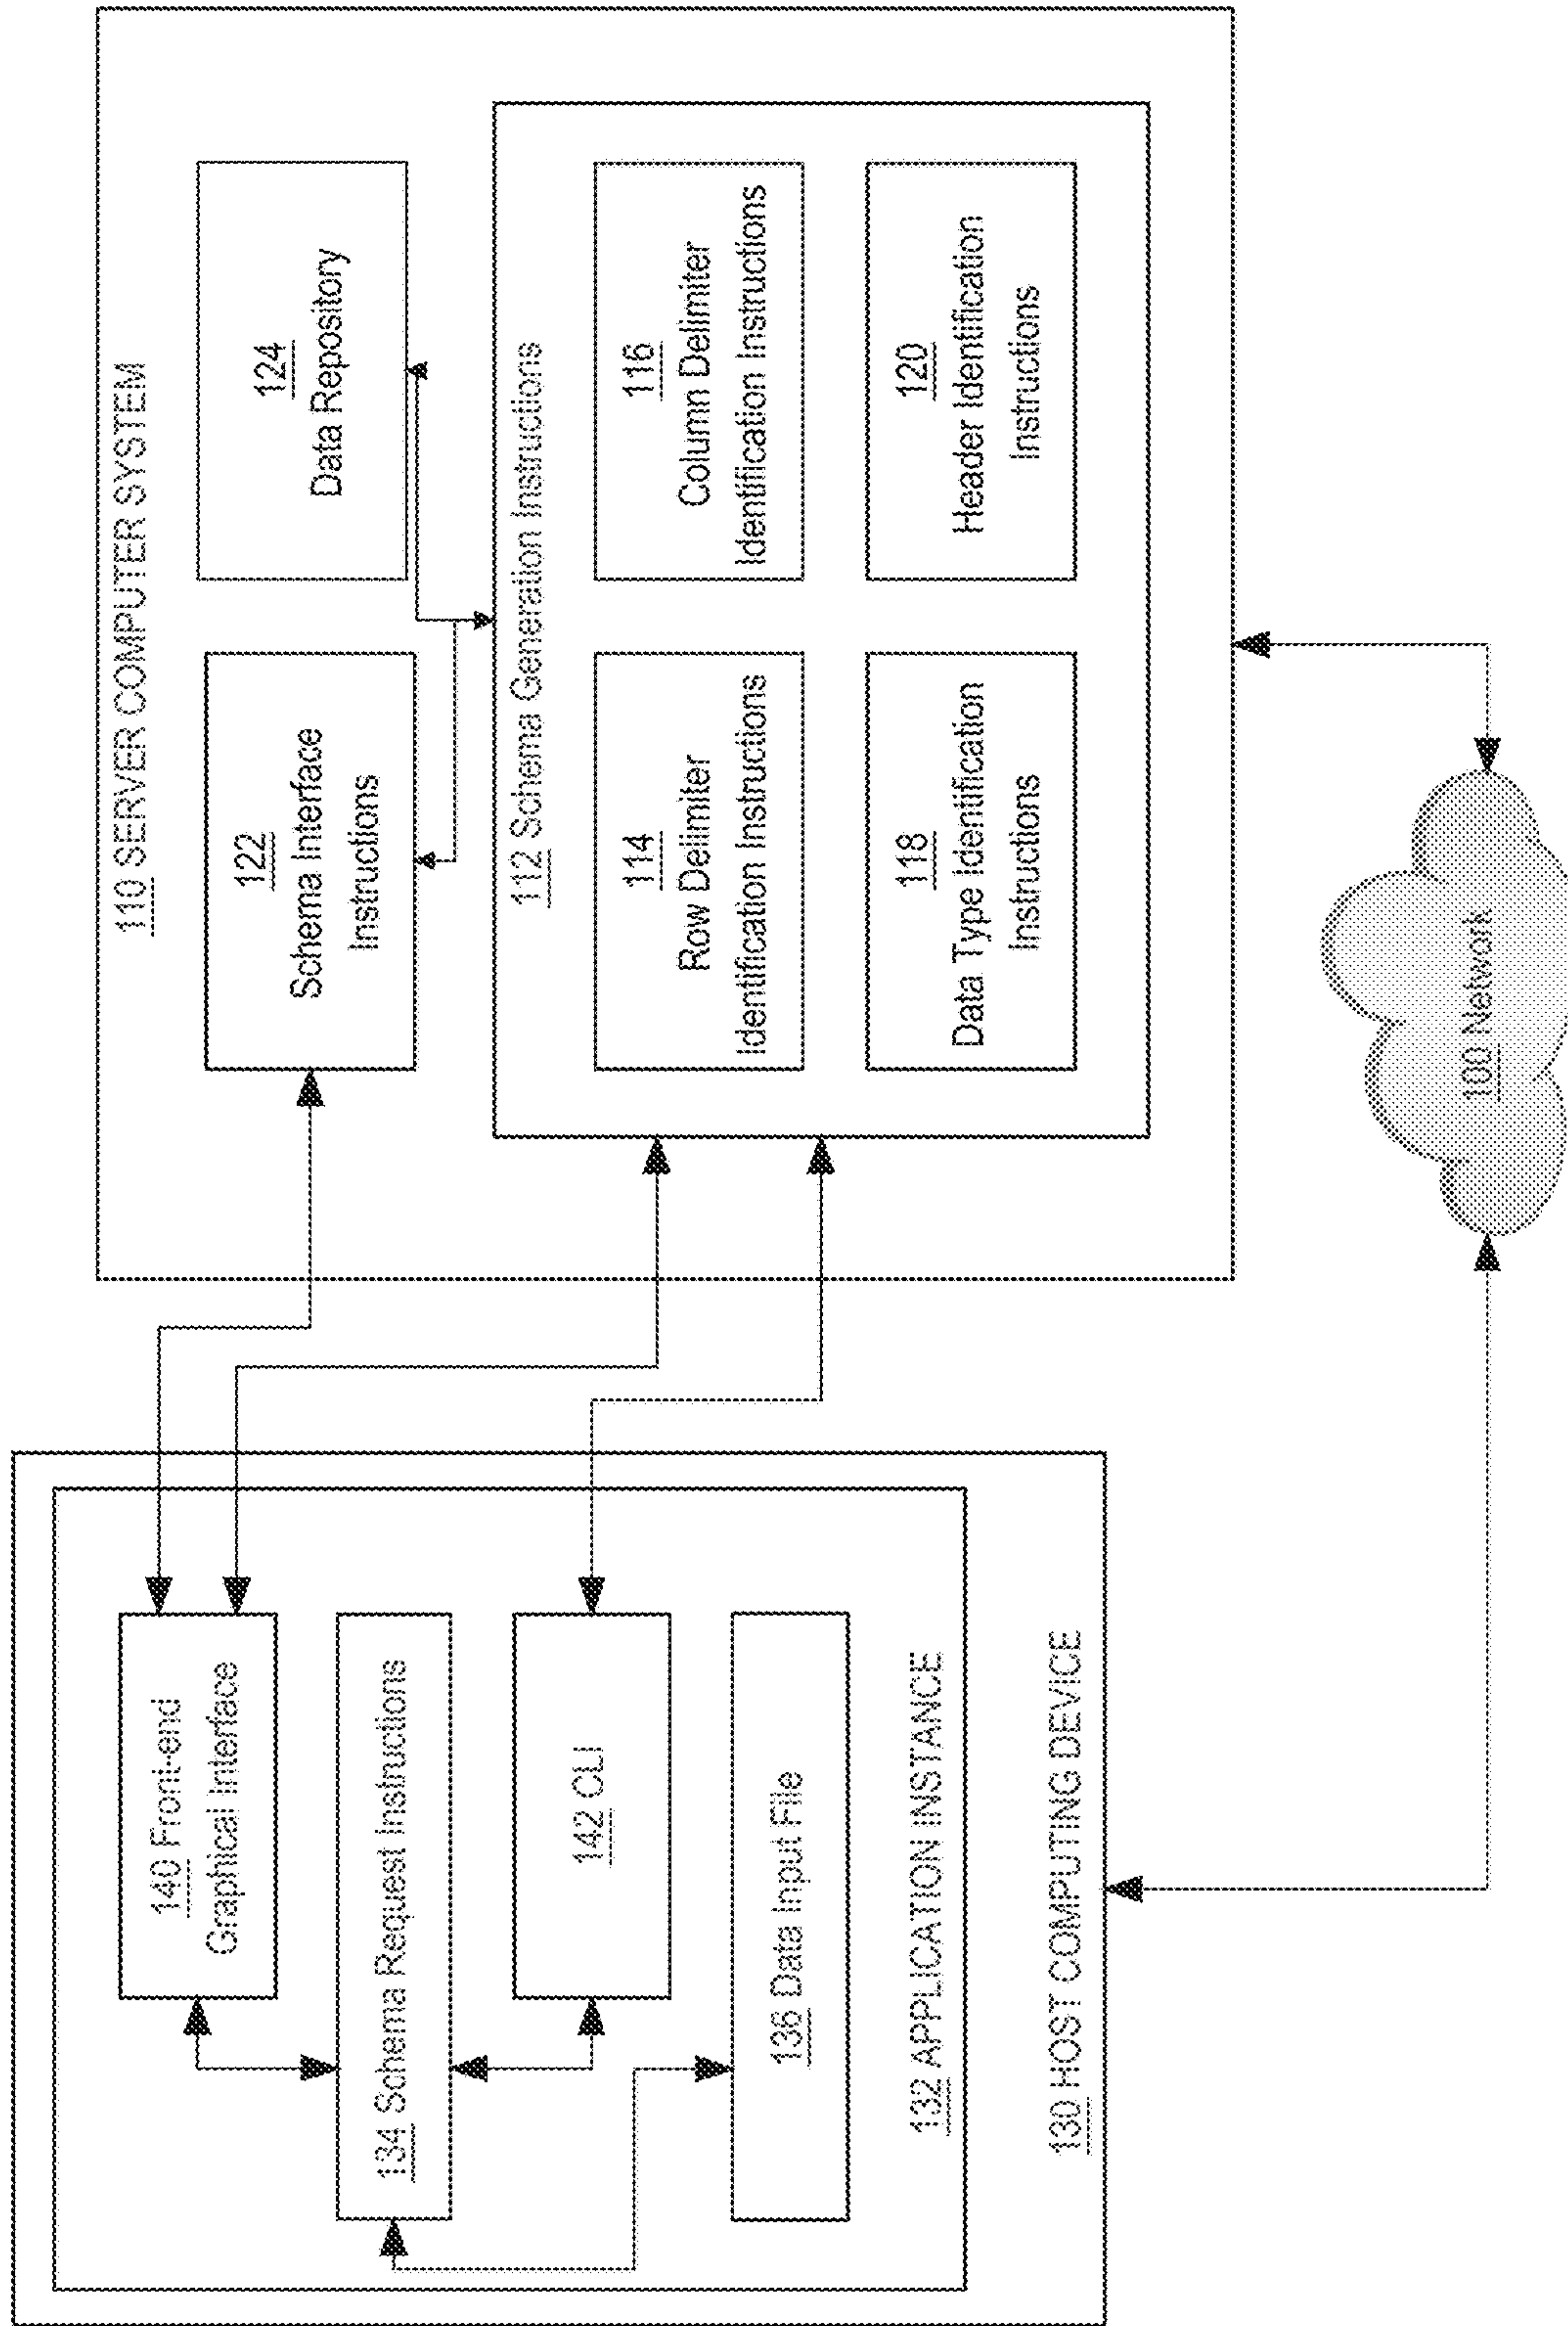 130 HOST COMPUTING DEVICE
132 APPLICATION INSTANCE
140 Front-end
Graphical Interface
134 Schema Request Instructions
142 CLI
136 Data Input File
110 SERVER COMPUTER SYSTEM
122
Schema Interface
Instructions
124
Data Repository
112 Schema Generation Instructions
114
Row Delimiter
Identification Instructions
116
Column Delimiter
Identification Instructions
118
Data Type Identification
Instructions
120
Header Identification
Instructions
100 Network